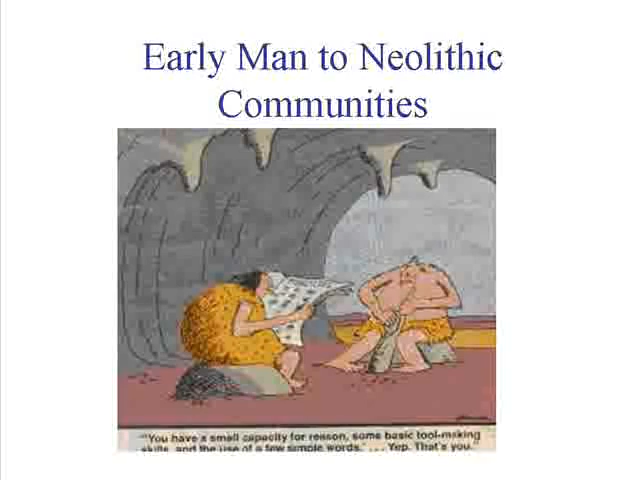 Early Man to Neolithic
Communities
"You have a small capacity for reason, some basic tool-making
skills, and the use of a few simple words.' ... Yep. That's you."